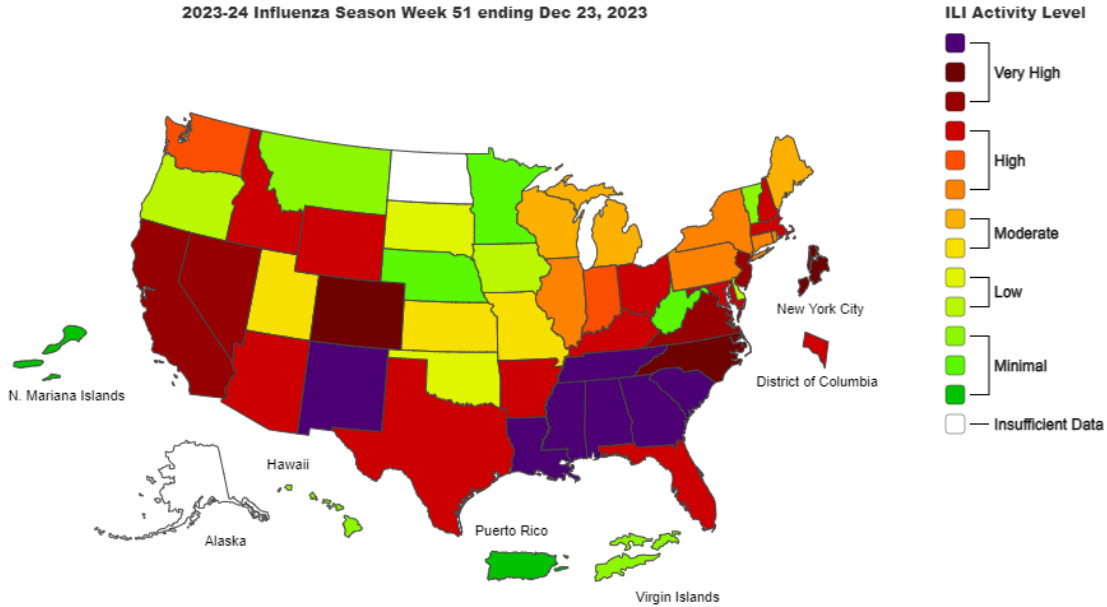 2023-24 Influenza Season Week 51 ending Dec 23, 2023
ILI Activity Level
Very High
High
Moderate
Low
Minimal
Insufficient Data
New York City
District of Columbia
N. Mariana Islands
Hawaii
Alaska
Puerto Rico
Virgin Islands